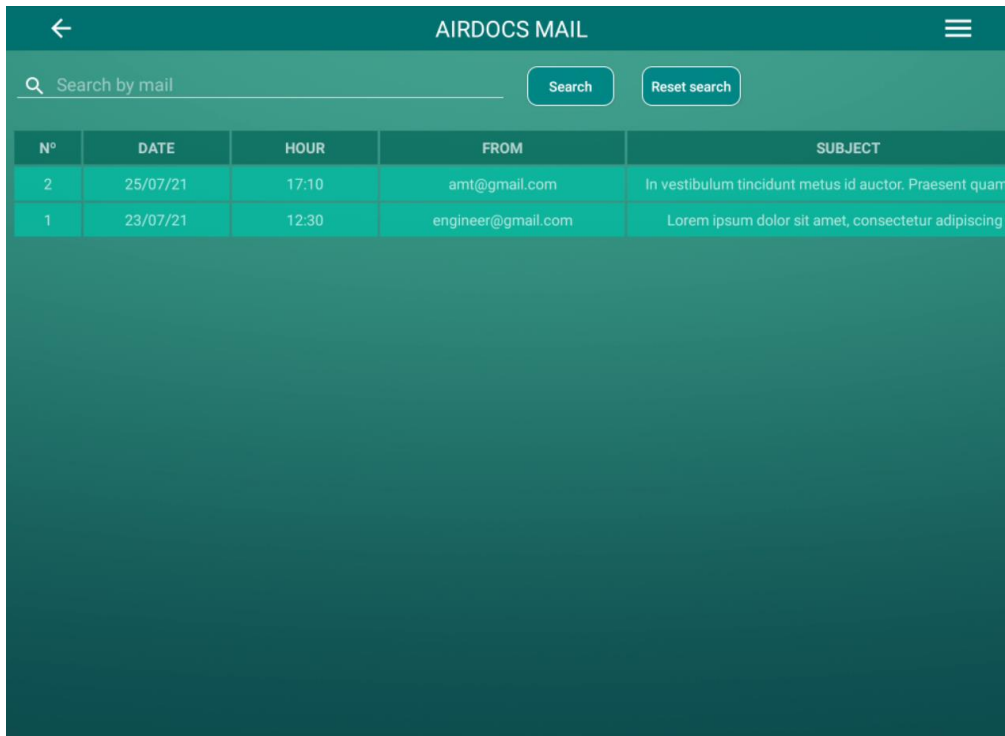 AIRDOCS MAIL
Search by mail Search Reset search
Nº DATE HOUR FROM SUBJECT
2 25/07/21 17:10 amt@gmail.com In vestibulum tincidunt metus id auctor. Praesent quam
1 23/07/21 12:30 engineer@gmail.com Lorem ipsum dolor sit amet, consectetur adipiscing